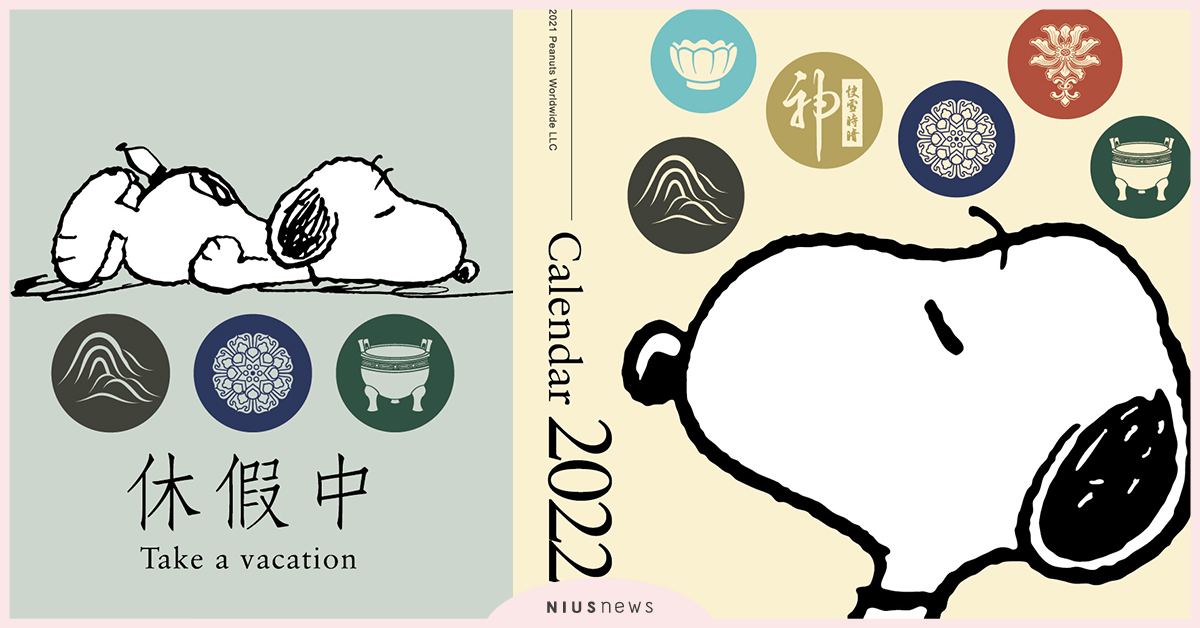 休假中
Take a vacation
2021 Peanuts Worldwide LLC
Calendar 2022
神
快雪時晴
NIUSnews